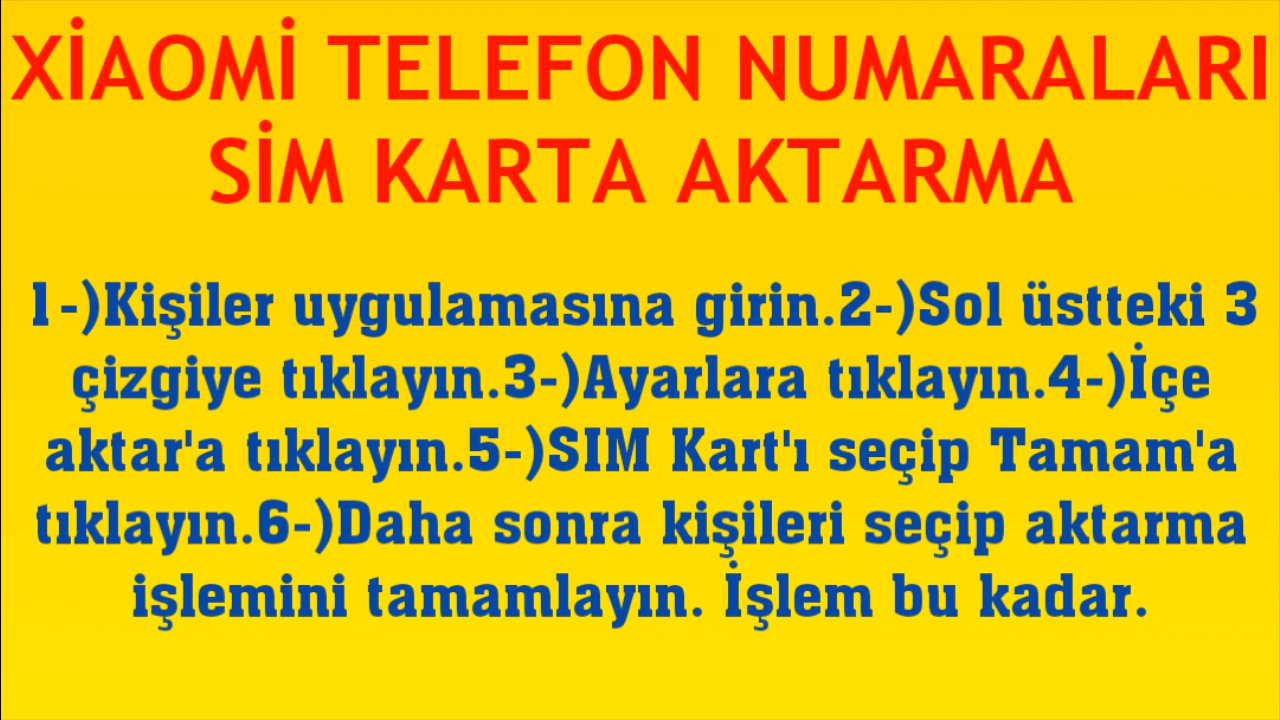 XİAOMİ TELEFON NUMARALARI
SİM KARTA AKTARMA
1-)Kişiler uygulamasına girin.2-)Sol üstteki 3
çizgiye tıklayın.3-)Ayarlara tıklayın.4-)İçe
aktar'a tıklayın.5-)SIM Kart'ı seçip Tamam'a
tıklayın.6-)Daha sonra kişileri seçip aktarma
işlemini tamamlayın. İşlem bu kadar.